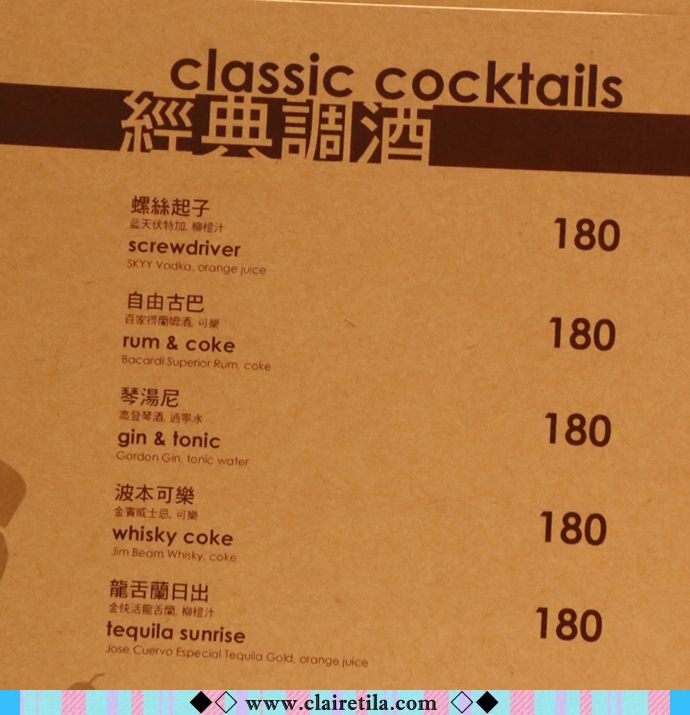 classic cocktails
經典調酒
螺絲起子
藍天伏特加, 柳橙汁
screwdriver
SKYY Vodka, orange juice
180
自由古巴
百家得蘭姆酒, 可樂
rum & coke
Bacardi Superior Rum, coke
180
琴湯尼
高登琴酒, 通寧水
gin & tonic
Gordon Gin, tonic water
180
波本可樂
金賓威士忌, 可樂
whisky coke
Jim Beam Whisky, coke
180
龍舌蘭日出
金快活龍舌蘭, 柳橙汁
tequila sunrise
Jose Cuervo Especial Tequila Gold, orange juice
180
www.clairetila.com